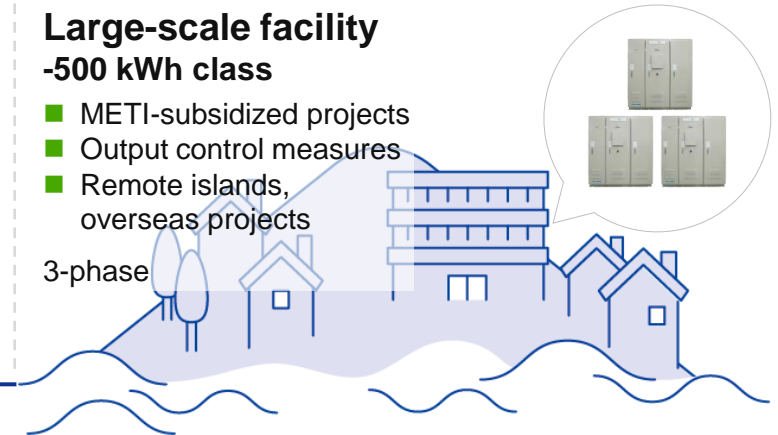 Large-scale facility
-500 kWh class
METI-subsidized projects
Output control measures
Remote islands,
overseas projects
3-phase